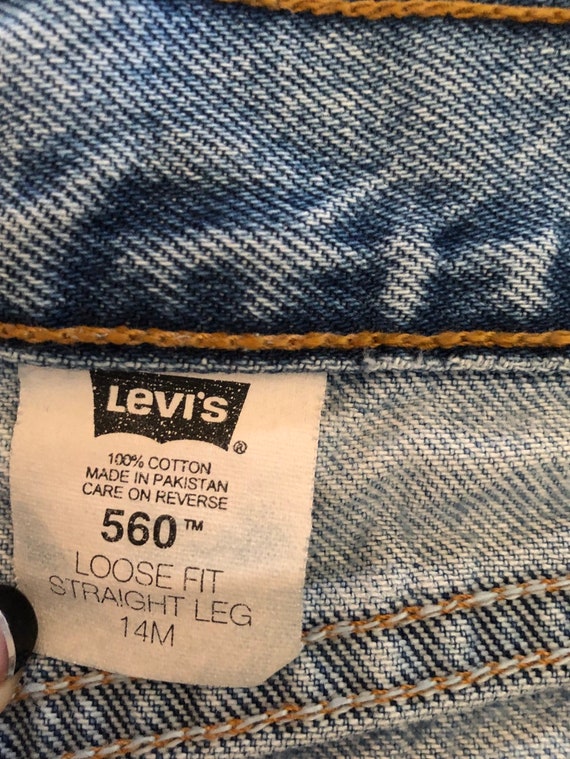 Levi's
®
100% COTTON
MADE IN PAKISTAN
CARE ON REVERSE
560™
LOOSE FIT
STRAIGHT LEG
14M